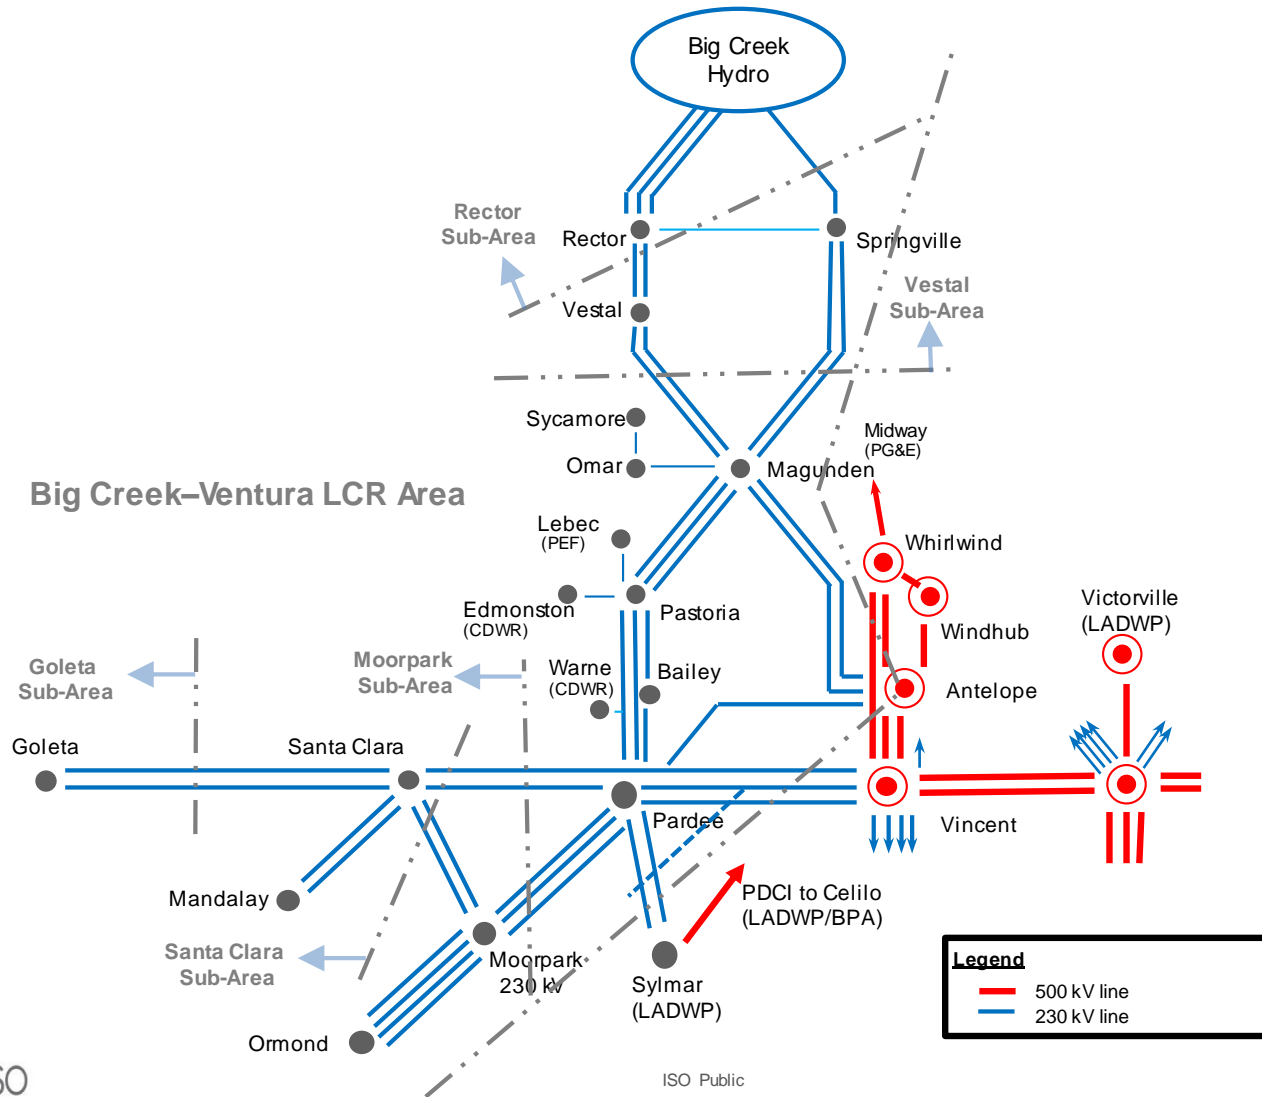 Big Creek
Hydro
Rector
Sub-Area
Rector
Springville
Vestal
Sub-Area
Vestal
Sycamore
Midway
(PG&E)
Omar
Magunden
Big Creek–Ventura LCR Area
Lebec
(PEF)
Whirlwind
Edmonston
(CDWR)
Pastoria
Windhub
Victorville
(LADWP)
Goleta
Sub-Area
Moorpark
Sub-Area
Warne
(CDWR)
Bailey
Antelope
Goleta
Santa Clara
Pardee
Vincent
Mandalay
PDCI to Celilo
(LADWP/BPA)
Santa Clara
Sub-Area
Moorpark
230 kV
Sylmar
(LADWP)
Ormond
Legend
500 kV line
230 kV line
ISO Public